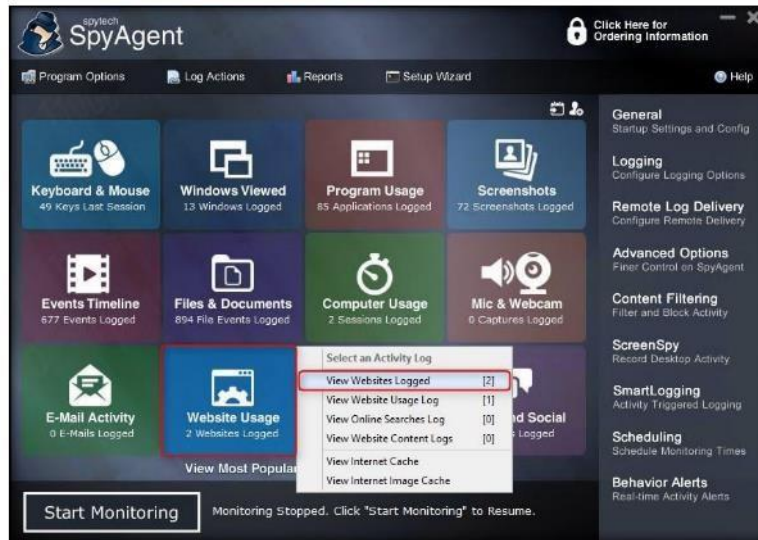 spytech
SpyAgent
Click Here for
Ordering Information
Program Options
Log Actions
Reports
Setup Wizard
Help
Keyboard & Mouse
49 Keys Last Session
Windows Viewed
13 Windows Logged
Program Usage
85 Applications Logged
Screenshots
72 Screenshots Logged
Events Timeline
677 Events Logged
Files & Documents
894 File Events Logged
Computer Usage
2 Sessions Logged
Mic & Webcam
0 Captures Logged
E-Mail Activity
0 E-Mails Logged
Website Usage
2 Websites Logged
Select an Activity Log
View Websites Logged [2]
View Website Usage Log [1]
View Online Searches Log [0]
View Website Content Logs [0]
View Internet Cache
View Internet Image Cache
Social
Logged
View Most
Start Monitoring
Monitoring Stopped. Click "Start Monitoring" to Resume.
General
Startup Settings and Config
Logging
Configure Logging Options
Remote Log Delivery
Configure Remote Delivery
Advanced Options
Finer Control on SpyAgent
Content Filtering
Filter and Block Activity
ScreenSpy
Record Desktop Activity
SmartLogging
Activity Triggered Logging
Scheduling
Schedule Monitoring Times
Behavior Alerts
Real-time Activity Alerts